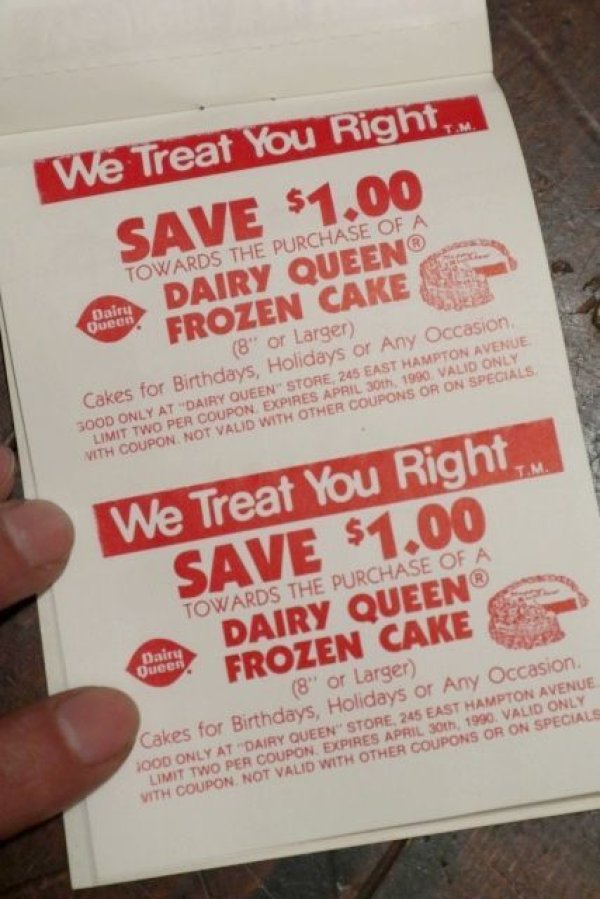 We Treat You Right T.M.
SAVE $1.00
TOWARDS THE PURCHASE OF A
DAIRY QUEEN®
FROZEN CAKE
Dairy
Queen
(8" or Larger)
Cakes for Birthdays, Holidays or Any Occasion.
GOOD ONLY AT "DAIRY QUEEN" STORE, 245 EAST HAMPTON AVENUE.
LIMIT TWO PER COUPON. EXPIRES APRIL 30th, 1990. VALID ONLY
WITH COUPON. NOT VALID WITH OTHER COUPONS OR ON SPECIALS.
We Treat You Right T.M.
SAVE $1.00
TOWARDS THE PURCHASE OF A
DAIRY QUEEN®
FROZEN CAKE
Dairy
Queen
(8" or Larger)
Cakes for Birthdays, Holidays or Any Occasion.
GOOD ONLY AT "DAIRY QUEEN" STORE, 245 EAST HAMPTON AVENUE
LIMIT TWO PER COUPON. EXPIRES APRIL 30th, 1990. VALID ONLY
WITH COUPON. NOT VALID WITH OTHER COUPONS OR ON SPECIALS